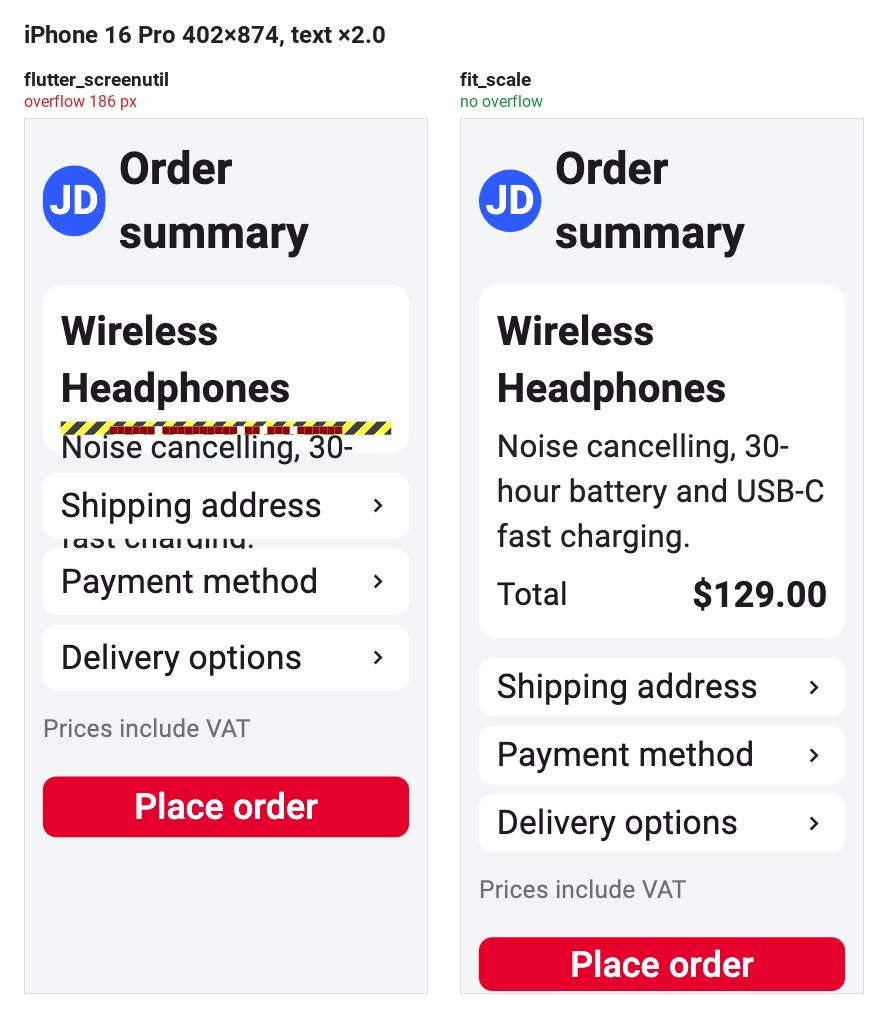 iPhone 16 Pro 402×874, text ×2.0
flutter_screenutil
overflow 186 px
JD
Order
summary
Wireless
Headphones
Noise cancelling, 30-
Shipping address
fast charging.
Payment method
Delivery options
Prices include VAT
Place order
fit_scale
no overflow
JD
Order
summary
Wireless
Headphones
Noise cancelling, 30-
hour battery and USB-C
fast charging.
Total $129.00
Shipping address
Payment method
Delivery options
Prices include VAT
Place order